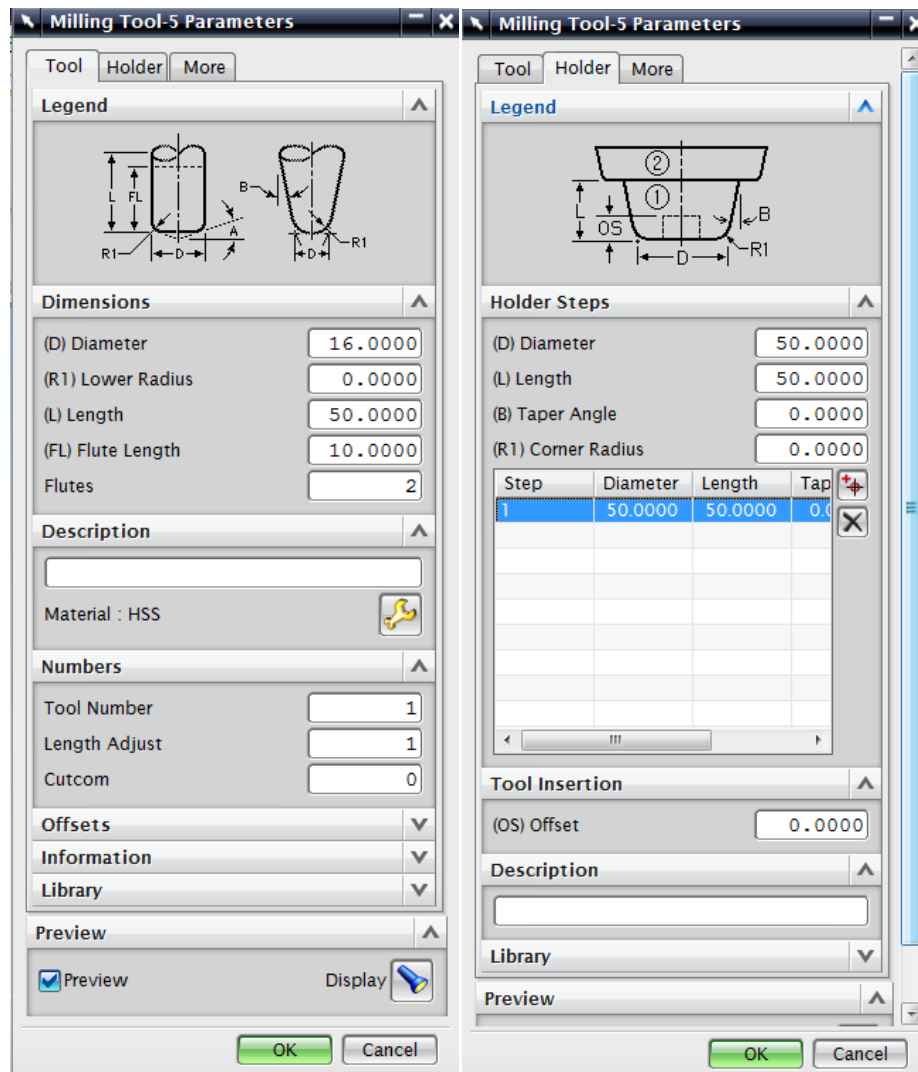 Milling Tool-5 Parameters
Tool Holder More
Legend
L FL B A
R1 D D R1
Dimensions
(D) Diameter 16.0000
(R1) Lower Radius 0.0000
(L) Length 50.0000
(FL) Flute Length 10.0000
Flutes 2
Description
Material : HSS
Numbers
Tool Number 1
Length Adjust 1
Cutcom 0
Offsets
Information
Library
Preview
Preview Display
OK Cancel
Milling Tool-5 Parameters
Tool Holder More
Legend
2
L 1 B
OS
D R1
Holder Steps
(D) Diameter 50.0000
(L) Length 50.0000
(B) Taper Angle 0.0000
(R1) Corner Radius 0.0000
Step Diameter Length Tap
1 50.0000 50.0000 0.0
Tool Insertion
(OS) Offset 0.0000
Description
Library
Preview
OK Cancel